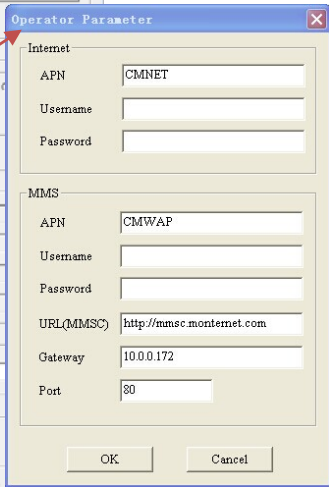 Operator Parameter
Internet
APN CMNET
Username
Password
MMS
APN CMWAP
Username
Password
URL(MMSC) http://mmsc.monternet.com
Gateway 10.0.0.172
Port 80
OK Cancel